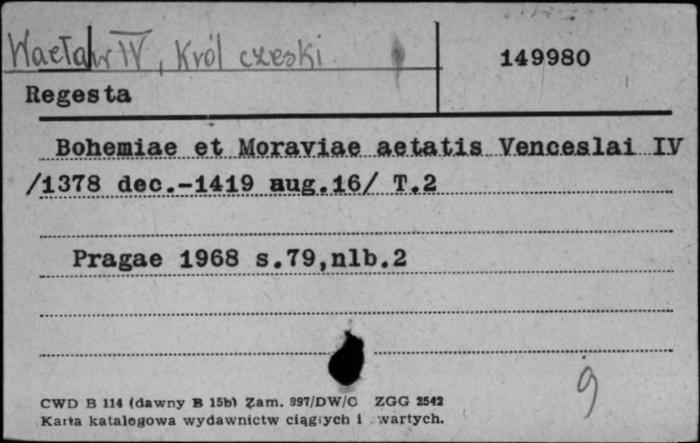 Wacław IV, Król czeski
149980
Regesta
Bohemiae et Moraviae aetatis Venceslai IV
/1378 dec.-1419 aug.16/ T.2
Pragae 1968 s.79,nlb.2
9
CWD B 114 (dawny B 15b) Zam. 997/DW/C ZGG 2542
Karta katalogowa wydawnictw ciągłych i zwartych.